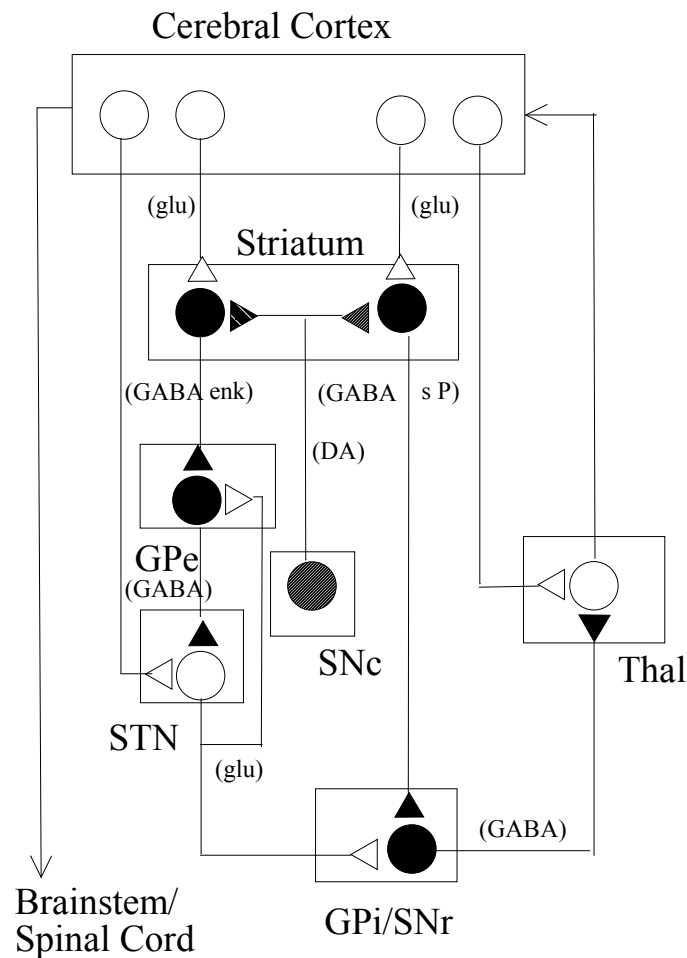 Cerebral Cortex
(glu)
(glu)
Striatum
(GABA enk)
(GABA s P)
(DA)
GPe
(GABA)
SNc
Thal
STN
(glu)
(GABA)
GPi/SNr
Brainstem/
Spinal Cord